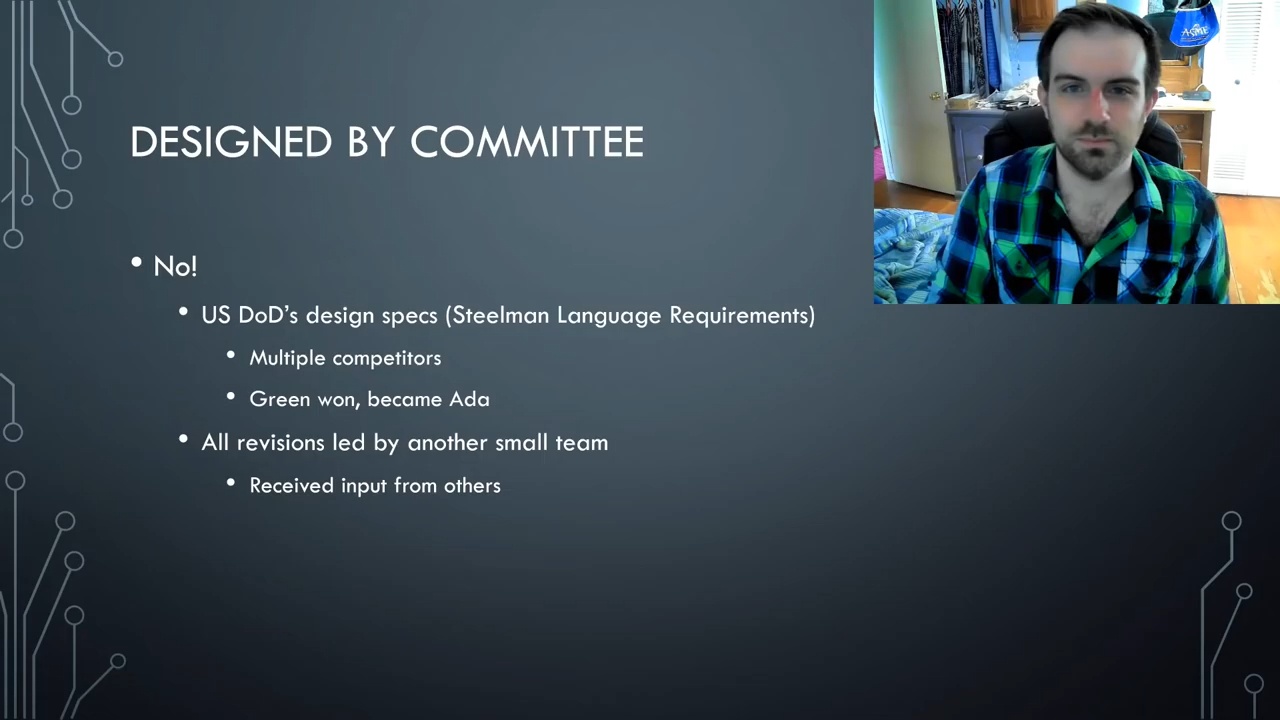 DESIGNED BY COMMITTEE
• No!
• US DoD’s design specs (Steelman Language Requirements)
• Multiple competitors
• Green won, became Ada
• All revisions led by another small team
• Received input from others
ASME